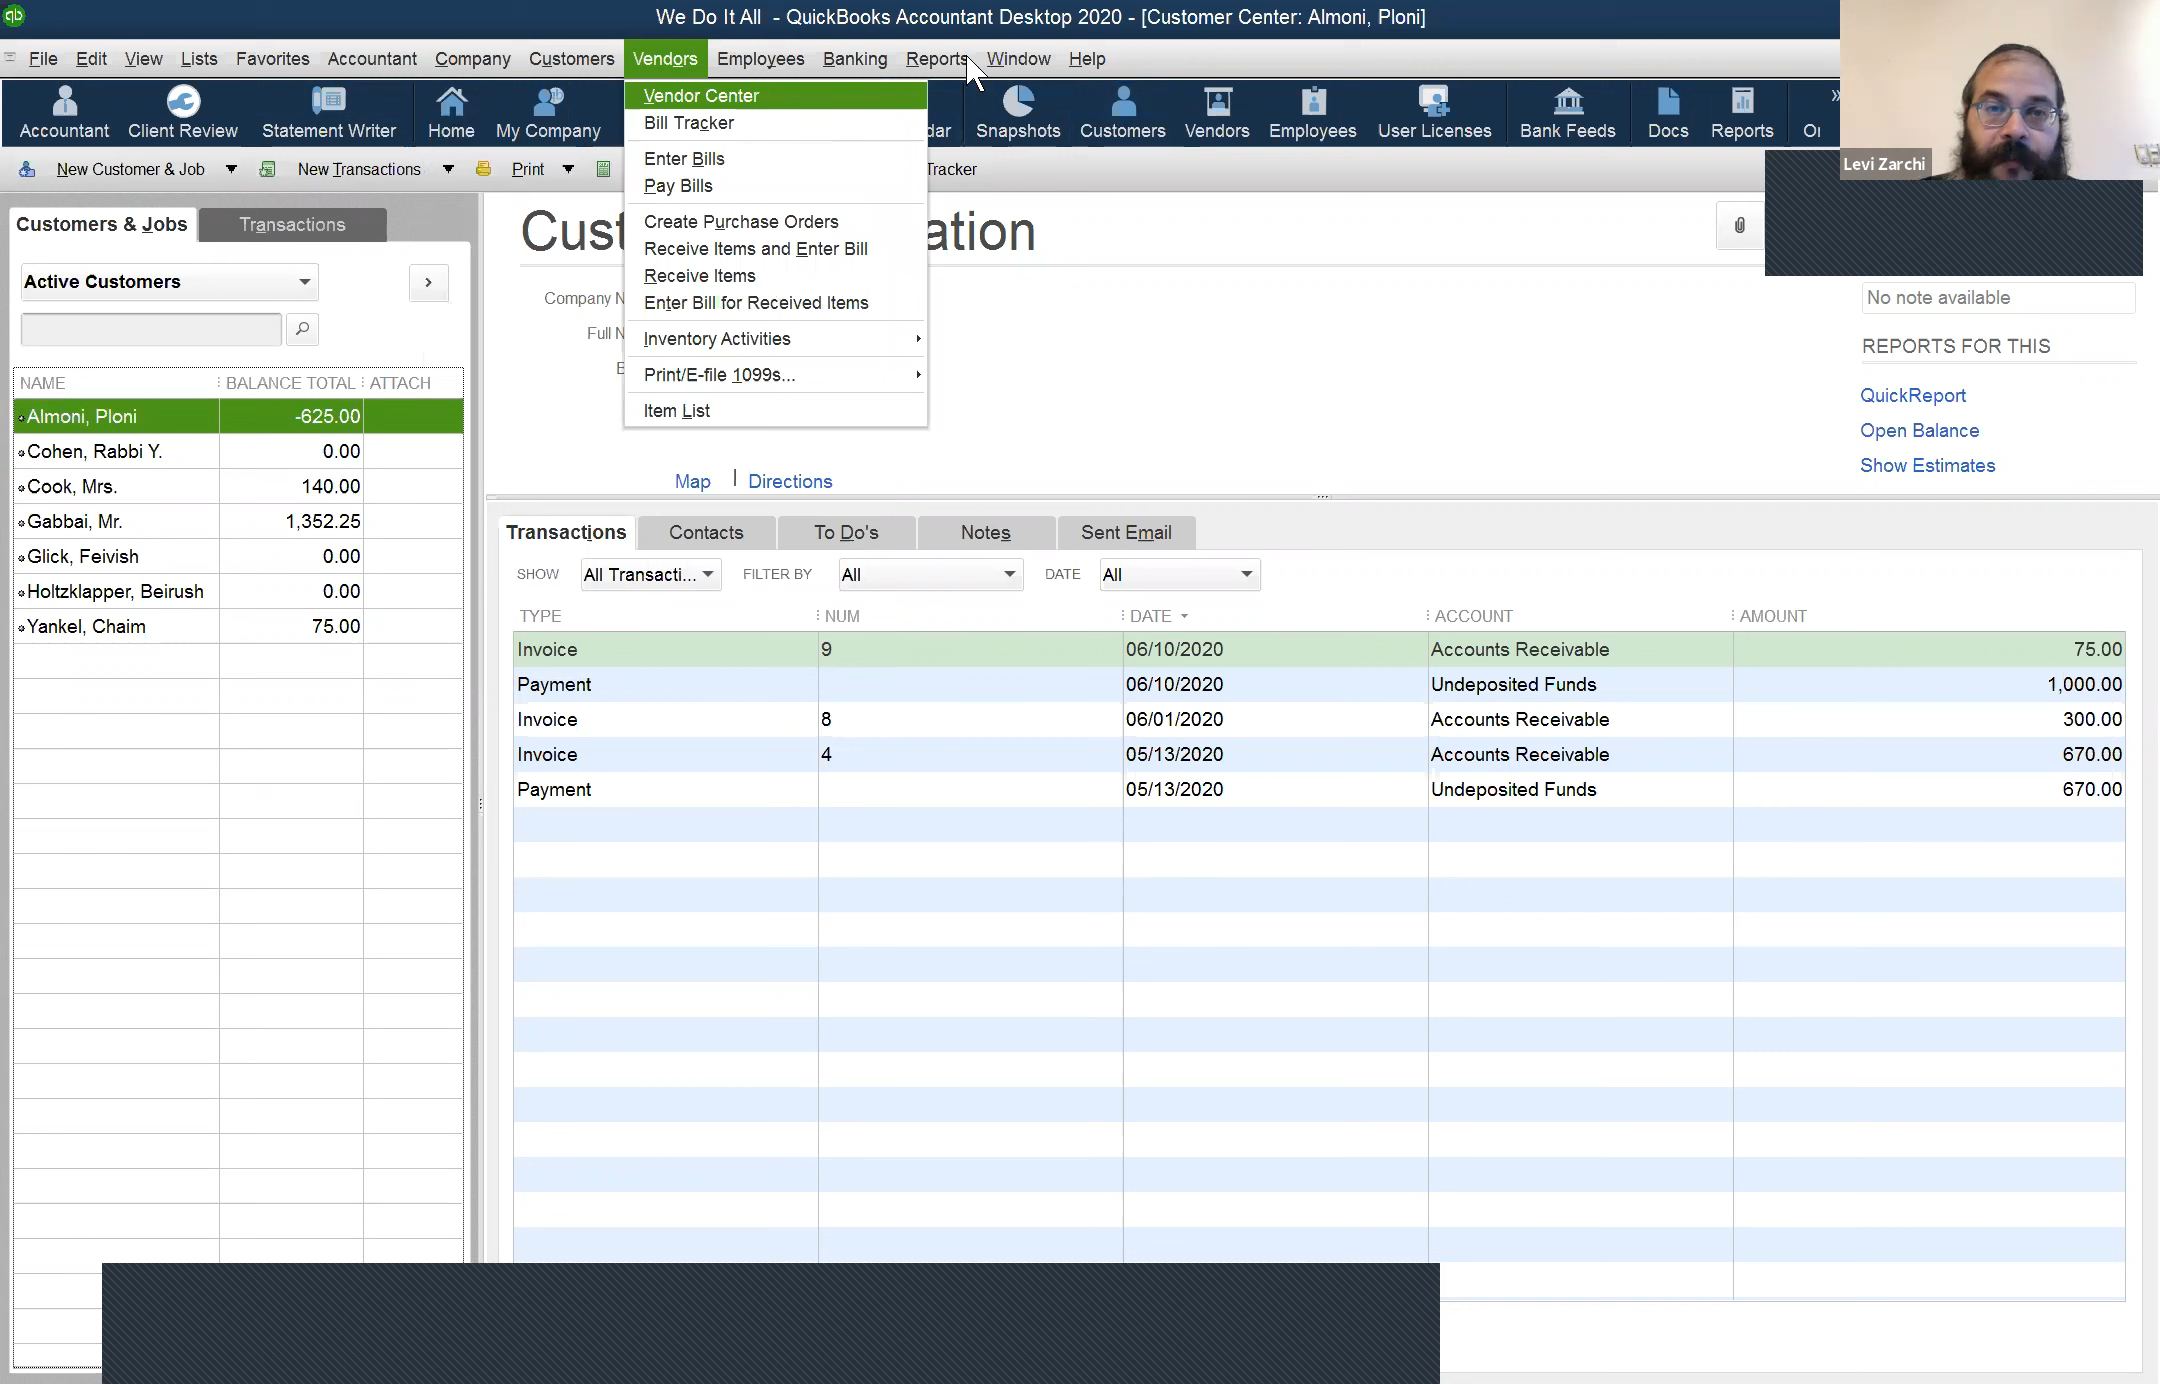 We Do It All - QuickBooks Accountant Desktop 2020 - [Customer Center: Almoni, Ploni]
File Edit View Lists Favorites Accountant Company Customers Vendors Employees Banking Reports Window Help
Accountant Client Review Statement Writer Home My Company dar Snapshots Customers Vendors Employees User Licenses Bank Feeds Docs Reports
Levi Zarchi
New Customer & Job New Transactions Print Tracker
Vendor Center
Bill Tracker
Enter Bills
Pay Bills
Create Purchase Orders
Receive Items and Enter Bill
Receive Items
Enter Bill for Received Items
Inventory Activities
Print/E-file 1099s...
Item List
Customers & Jobs Transactions
Active Customers
NAME BALANCE TOTAL ATTACH
Almoni, Ploni -625.00
Cohen, Rabbi Y. 0.00
Cook, Mrs. 140.00
Gabbai, Mr. 1,352.25
Glick, Feivish 0.00
Holtzklapper, Beirush 0.00
Yankel, Chaim 75.00
Cust ation
Company N
Full N
Map | Directions
No note available
REPORTS FOR THIS
QuickReport
Open Balance
Show Estimates
Transactions Contacts To Do's Notes Sent Email
SHOW All Transacti... FILTER BY All DATE All
TYPE NUM DATE ACCOUNT AMOUNT
Invoice 9 06/10/2020 Accounts Receivable 75.00
Payment 06/10/2020 Undeposited Funds 1,000.00
Invoice 8 06/01/2020 Accounts Receivable 300.00
Invoice 4 05/13/2020 Accounts Receivable 670.00
Payment 05/13/2020 Undeposited Funds 670.00